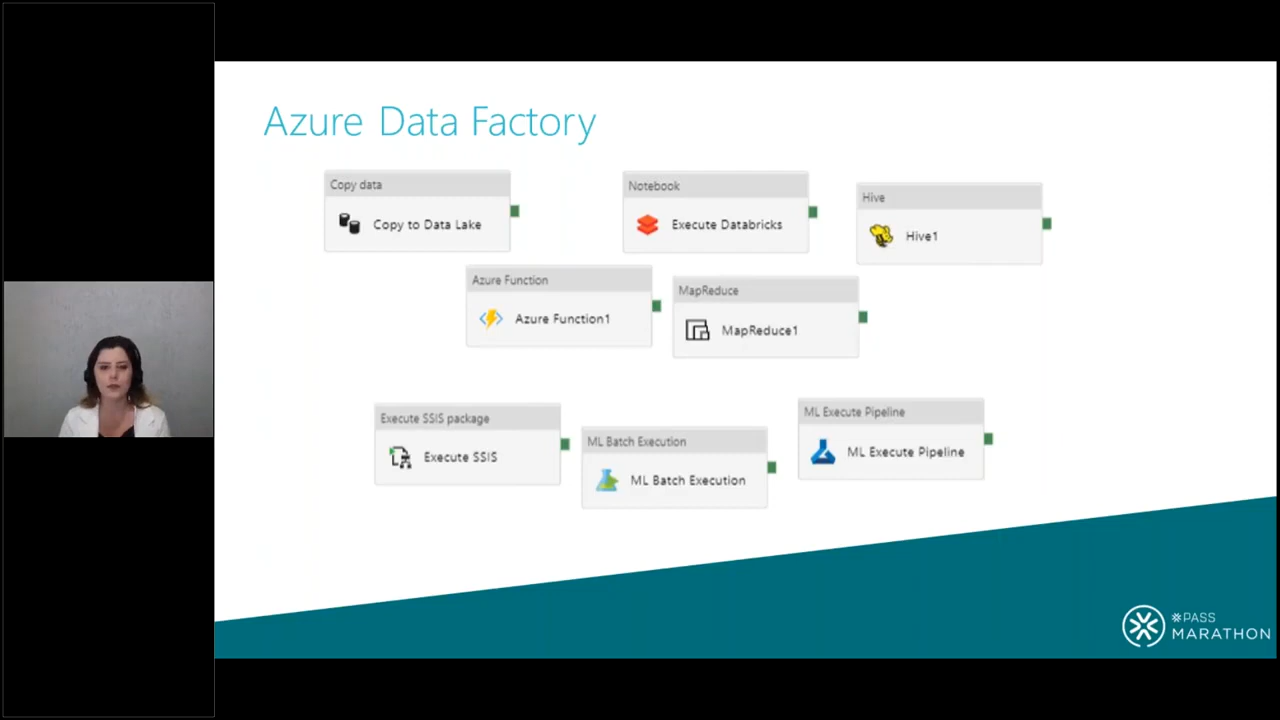 Azure Data Factory
Copy data
Copy to Data Lake
Notebook
Execute Databricks
Hive
Hive1
Azure Function
Azure Function1
MapReduce
MapReduce1
Execute SSIS package
Execute SSIS
ML Batch Execution
ML Batch Execution
ML Execute Pipeline
ML Execute Pipeline
PASS
MARATHON